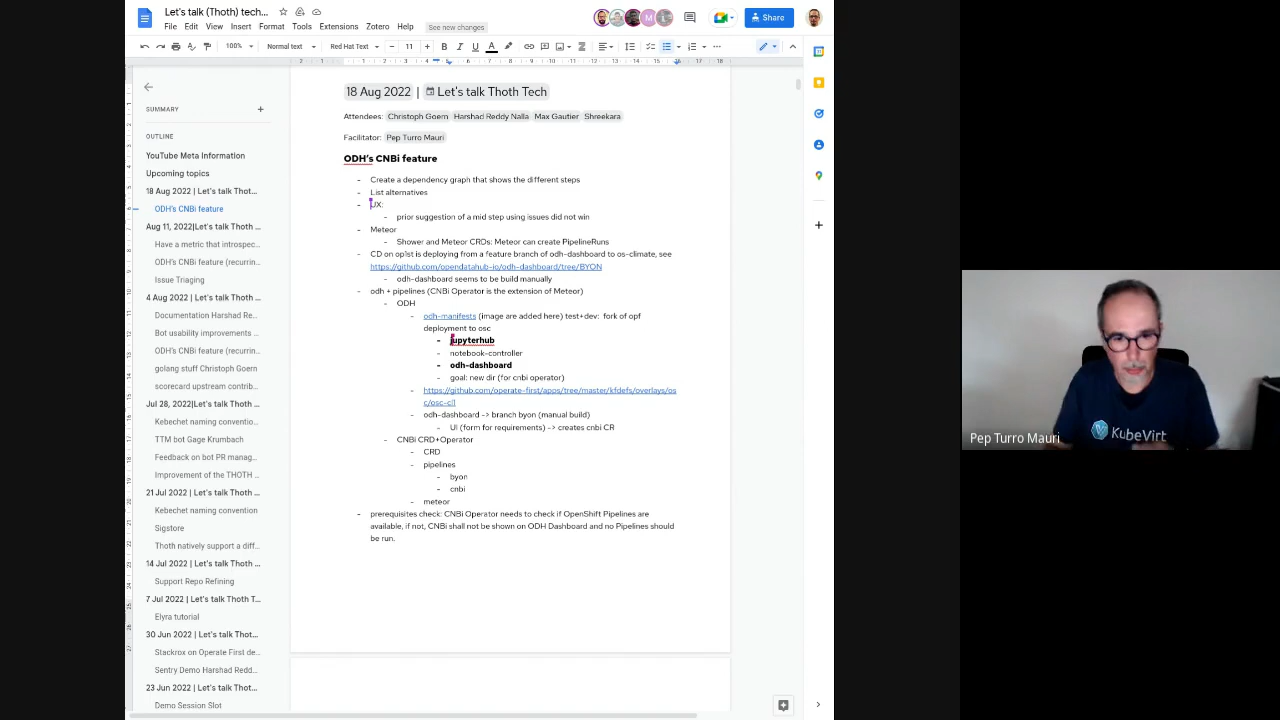 Let's talk (Thoth) tech...
File Edit View Insert Format Tools Extensions Zotero Help See new changes
M
Share
100% Normal text Red Hat Text 11
SUMMARY
OUTLINE
YouTube Meta Information
Upcoming topics
18 Aug 2022 | Let's talk Thot...
ODH's CNBi feature
Aug 11, 2022|Let's talk Thoth ...
Have a metric that introspec...
ODH's CNBi feature (recurrin...
Issue Triaging
4 Aug 2022 | Let's talk Thoth ...
Documentation Harshad Re...
Bot usability improvements ...
ODH's CNBi feature (recurrin...
golang stuff Christoph Goern
scorecard upstream contrib...
Jul 28, 2022|Let's talk Thoth ...
Kebechet naming conventio...
TTM bot Gage Krumbach
Feedback on bot PR manag...
Improvement of the THOTH ...
21 Jul 2022 | Let's talk Thoth ...
Kebechet naming convention
Sigstore
Thoth natively support a diff...
14 Jul 2022 | Let's talk Thoth ...
Support Repo Refining
7 Jul 2022 | Let's talk Thoth T...
Elyra tutorial
30 Jun 2022 | Let's talk Thot...
Stackrox on Operate First de...
Sentry Demo Harshad Redd...
23 Jun 2022 | Let's talk Thot...
Demo Session Slot
18 Aug 2022 | Let's talk Thoth Tech
Attendees: Christoph Goern Harshad Reddy Nalla Max Gautier Shreekara
Facilitator: Pep Turro Mauri
ODH's CNBi feature
- Create a dependency graph that shows the different steps
- List alternatives
- UX:
- prior suggestion of a mid step using issues did not win
- Meteor
- Shower and Meteor CRDs: Meteor can create PipelineRuns
- CD on op1st is deploying from a feature branch of odh-dashboard to os-climate, see
https://github.com/opendatahub-io/odh-dashboard/tree/BYON
- odh-dashboard seems to be build manually
- odh + pipelines (CNBi Operator is the extension of Meteor)
- ODH
- odh-manifests (image are added here) test+dev: fork of opf
deployment to osc
- jupyterhub
- notebook-controller
- odh-dashboard
- goal: new dir (for cnbi operator)
- https://github.com/operate-first/apps/tree/master/kfdefs/overlays/os
c/osc-cl1
- odh-dashboard -> branch byon (manual build)
- UI (form for requirements) -> creates cnbi CR
- CNBi CRD+Operator
- CRD
- pipelines
- byon
- cnbi
- meteor
- prerequisites check: CNBi Operator needs to check if OpenShift Pipelines are
available, if not, CNBi shall not be shown on ODH Dashboard and no Pipelines should
be run.
KubeVirt
Pep Turro Mauri